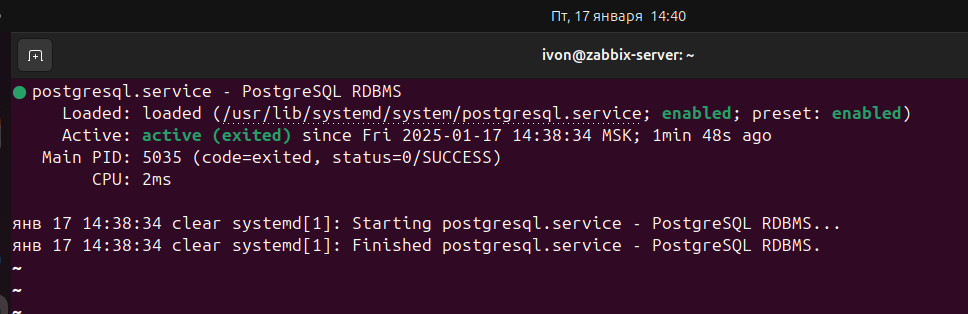 Пт, 17 января 14:40
ivon@zabbix-server: ~
postgresql.service - PostgreSQL RDBMS
Loaded: loaded (/usr/lib/systemd/system/postgresql.service; enabled; preset: enabled)
Active: active (exited) since Fri 2025-01-17 14:38:34 MSK; 1min 48s ago
Main PID: 5035 (code=exited, status=0/SUCCESS)
CPU: 2ms
янв 17 14:38:34 clear systemd[1]: Starting postgresql.service - PostgreSQL RDBMS...
янв 17 14:38:34 clear systemd[1]: Finished postgresql.service - PostgreSQL RDBMS.
~
~
~